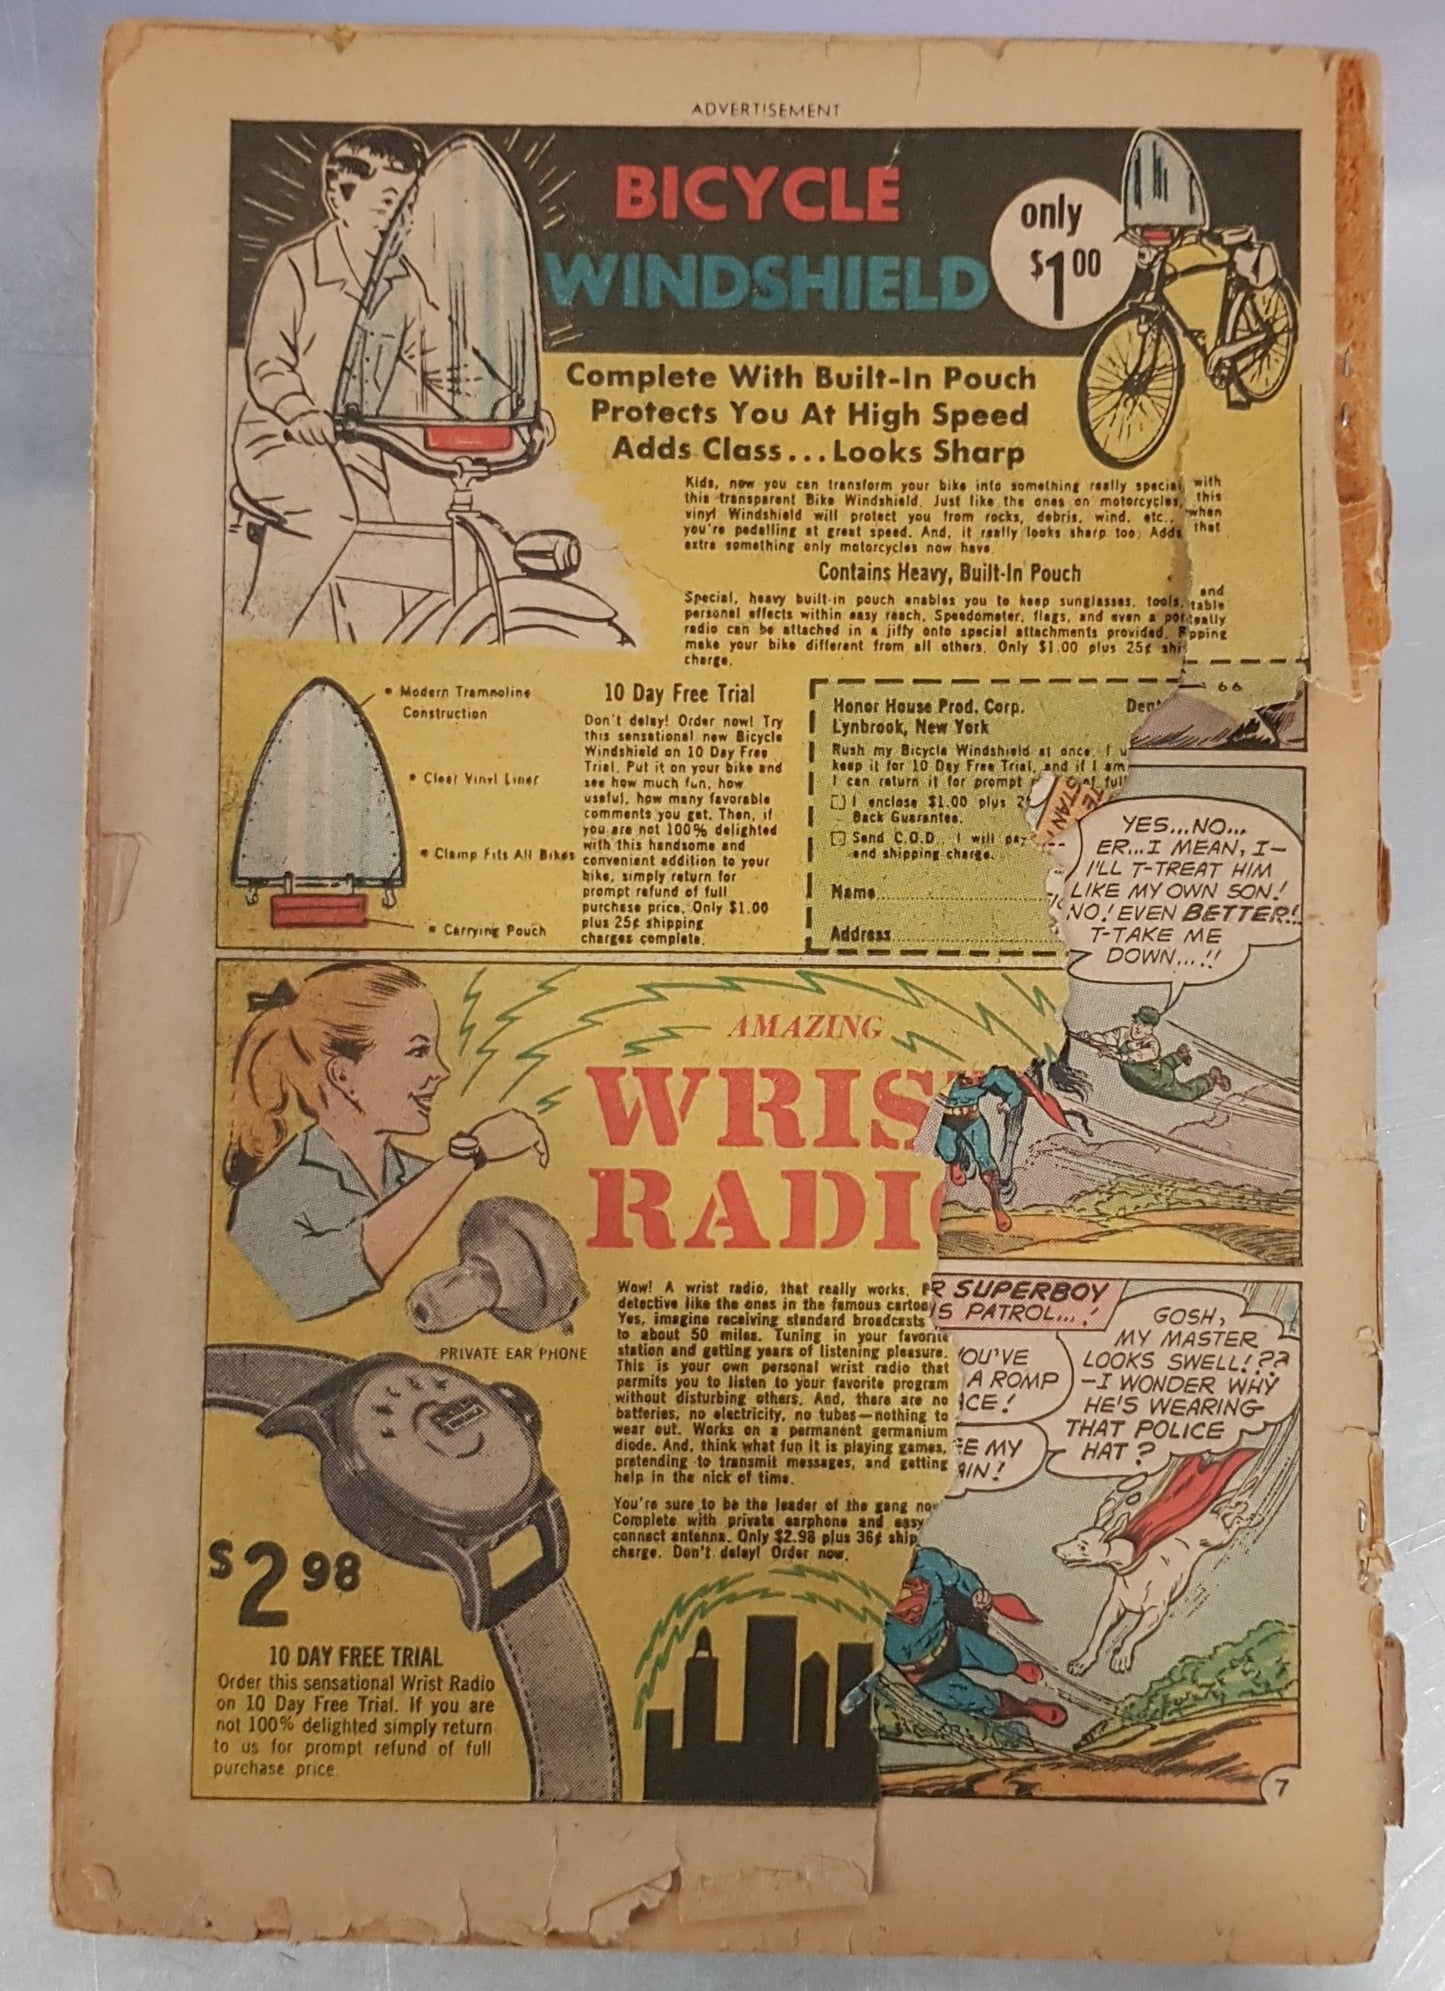 ADVERTISEMENT
BICYCLE
WINDSHIELD
only
$1.00
Complete With Built-In Pouch
Protects You At High Speed
Adds Class...Looks Sharp
Kids, now you can transform your bike into something really special with
this transparent Bike Windshield. Just like the ones on motorcycles, this
vinyl Windshield will protect you from rocks, debris, wind, etc., when
you're pedalling at great speed. And, it really looks sharp too. Adds that
extra something only motorcycles now have.
Contains Heavy, Built-In Pouch
Special, heavy built-in pouch enables you to keep sunglasses, tools, and
personal effects within easy reach. Speedometer, flags, and even a portable
radio can be attached in a jiffy onto special attachments provided.
make your bike different from all others. Only $1.00 plus 25¢
charge.
Modern Trampoline
Construction
Clear Vinyl Liner
Clamp Fits All Bikes
Carrying Pouch
10 Day Free Trial
Don't delay! Order now! Try
this sensational new Bicycle
Windshield on 10 Day Free
Trial. Put it on your bike and
see how much fun, how
useful, how many favorable
comments you get. Then, if
you are not 100% delighted
with this handsome and
convenient addition to your
bike, simply return for
prompt refund of full
purchase price. Only $1.00
plus 25¢ shipping
charges complete.
Honor House Prod. Corp. 66
Lynbrook, New York
Rush my Bicycle Windshield at once. I
keep it for 10 Day Free Trial, and if I am
I can return it for prompt of full
I enclose $1.00 plus
Back Guarantee.
Send C.O.D. I will pay
and shipping charge.
Name
Address
YES...NO...
ER...I MEAN, I—
I'LL T-TREAT HIM
LIKE MY OWN SON!
NO! EVEN BETTER!
T-TAKE ME
DOWN...!!
AMAZING
WRIS
RADI
Wow! A wrist radio, that really works,
detective like the ones in the famous
Yes, imagine receiving standard broadcasts
to about 50 miles. Tuning in your favorite
station and getting years of listening pleasure.
This is your own personal wrist radio that
permits you to listen to your favorite program
without disturbing others. And, there are no
batteries, no electricity, no tubes—nothing to
wear out. Works on a permanent germanium
diode. And, think what fun it is playing games,
pretending to transmit messages, and getting
help in the nick of time.
You're sure to be the leader of the gang now
Complete with private earphone and easy
connect antenna. Only $2.98 plus 36¢ ship
charge. Don't delay! Order now.
PRIVATE EAR PHONE
$2.98
10 DAY FREE TRIAL
Order this sensational Wrist Radio
on 10 Day Free Trial. If you are
not 100% delighted simply return
to us for prompt refund of full
purchase price.
R SUPERBOY
S PATROL...!
OU'VE
A ROMP
CE!
E MY
AIN!
GOSH,
MY MASTER
LOOKS SWELL!??
—I WONDER WHY
HE'S WEARING
THAT POLICE
HAT?
7